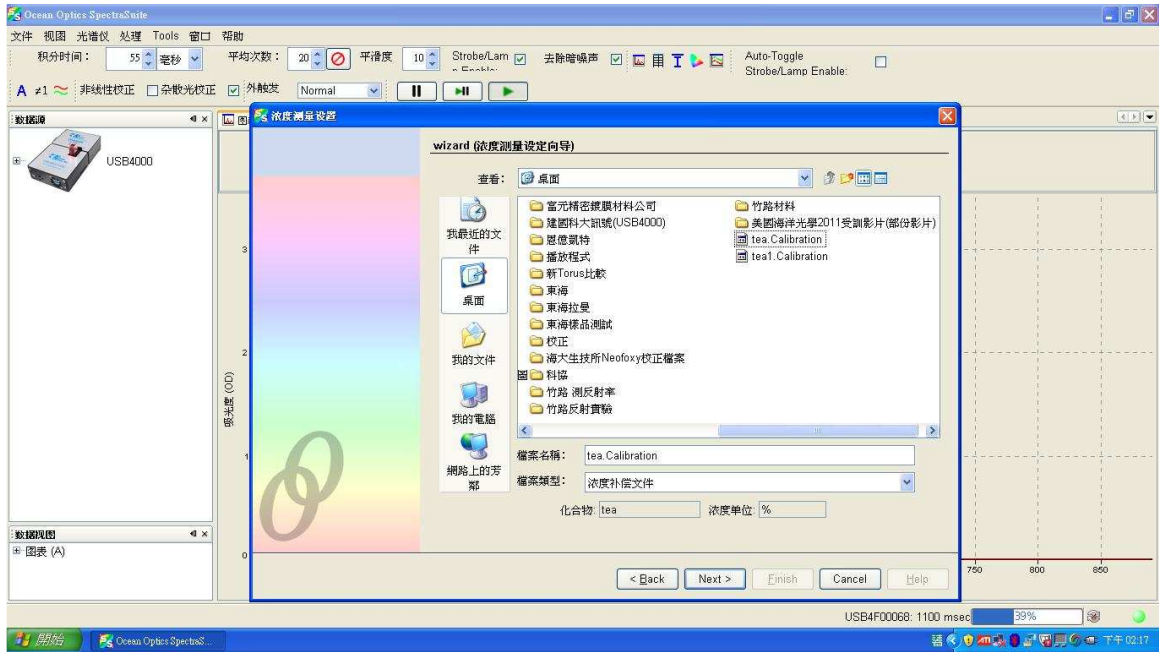 Ocean Optics SpectraSuite
文件 视图 光谱仪 处理 Tools 窗口 帮助
积分时间： 55 毫秒 平均次数： 20 平滑度 10 Strobe/Lam 去除暗噪声 Auto-Toggle Strobe/Lamp Enable:
A ≠1 非线性校正 杂散光校正 外触发 Normal
数据源
USB4000
浓度测量设置
wizard (浓度测量设定向导)
查看： 桌面
我最近的文件
桌面
我的文件
我的電腦
網路上的芳鄰
富元精密鍍膜材料公司
建國科大訊號(USB4000)
恩億凱特
播放程式
新Torus比較
東海
東海拉曼
東海樣品測試
校正
海大生技所Neofoxy校正檔案
科協
竹路 測反射率
竹路反射實驗
竹路材料
美國海洋光學2011受訓影片(部份影片)
tea.Calibration
tea1.Calibration
檔案名稱： tea.Calibration
檔案類型： 浓度补偿文件
化合物 tea 浓度单位 %
< Back Next > Finish Cancel Help
吸光度 (OD)
3
2
1
0
750 800 850
数据视图
图表 (A)
USB4F00068: 1100 msec 39%
開始 Ocean Optics SpectraS... 下午 02:17